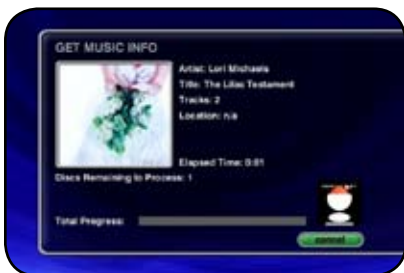 GET MUSIC INFO
Artist: Lori Michaels
Title: The Lilac Testament
Tracks: 2
Location: n/a
Elapsed Time: 0:01
Discs Remaining to Process: 1
Total Progress:
cancel